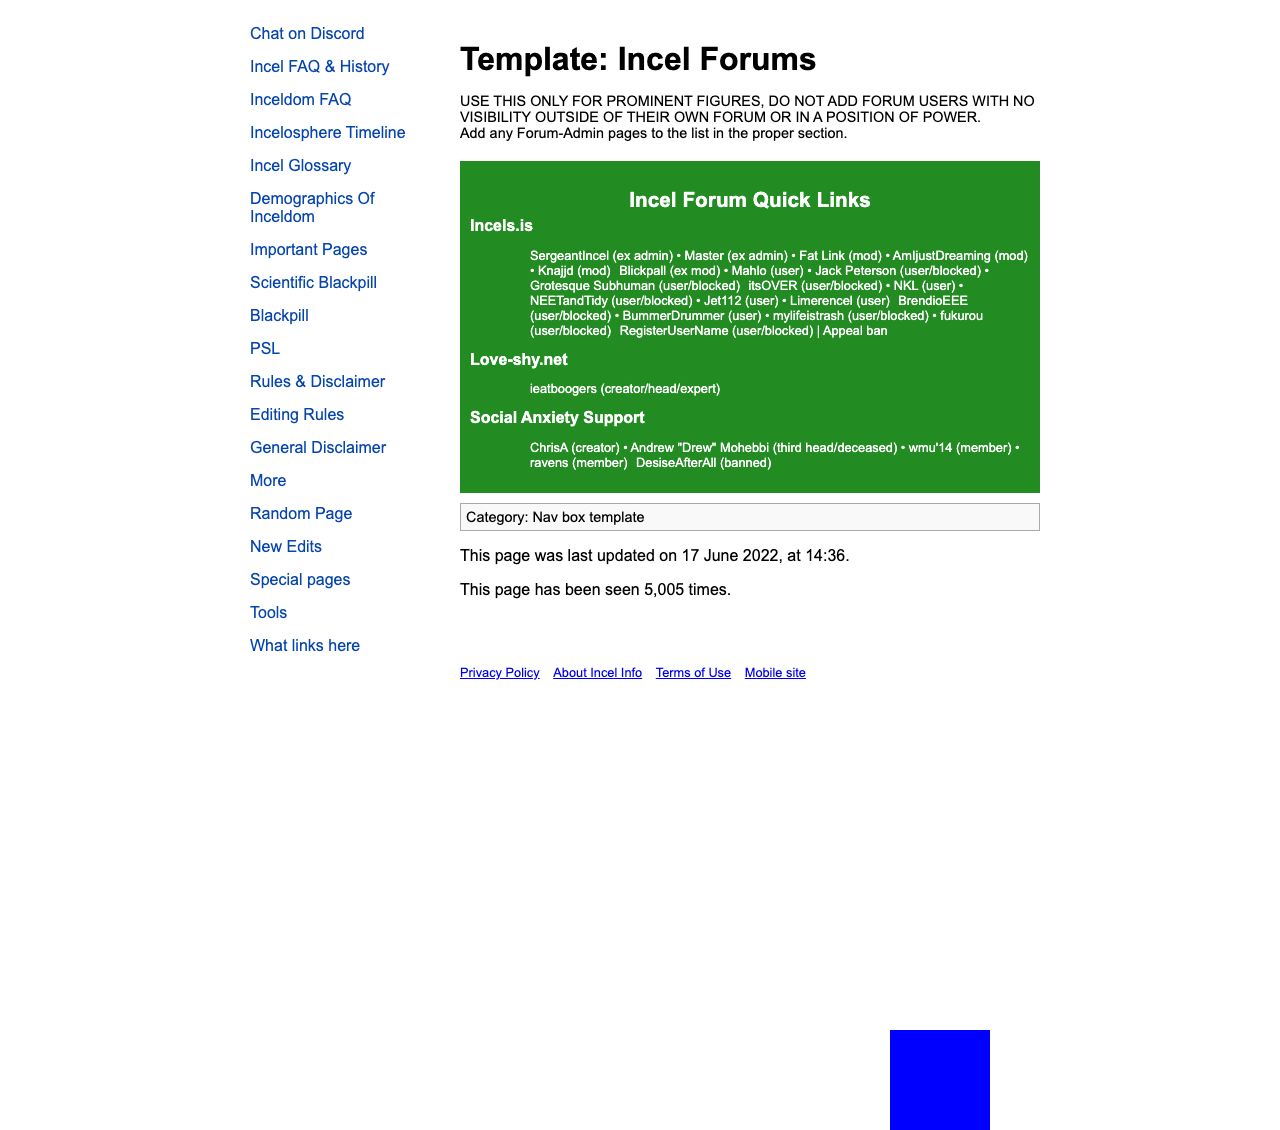 Chat on Discord
Incel FAQ & History
Inceldom FAQ
Incelosphere Timeline
Incel Glossary
Demographics Of
Inceldom
Important Pages
Scientific Blackpill
Blackpill
PSL
Rules & Disclaimer
Editing Rules
General Disclaimer
More
Random Page
New Edits
Special pages
Tools
What links here
Template: Incel Forums
USE THIS ONLY FOR PROMINENT FIGURES, DO NOT ADD FORUM USERS WITH NO
VISIBILITY OUTSIDE OF THEIR OWN FORUM OR IN A POSITION OF POWER.
Add any Forum-Admin pages to the list in the proper section.
Incel Forum Quick Links
Incels.is
SergeantIncel (ex admin) • Master (ex admin) • Fat Link (mod) • AmIjustDreaming (mod)
• Knajjd (mod) Blickpall (ex mod) • Mahlo (user) • Jack Peterson (user/blocked) •
Grotesque Subhuman (user/blocked) itsOVER (user/blocked) • NKL (user) •
NEETandTidy (user/blocked) • Jet112 (user) • Limerencel (user) BrendioEEE
(user/blocked) • BummerDrummer (user) • mylifeistrash (user/blocked) • fukurou
(user/blocked) RegisterUserName (user/blocked) | Appeal ban
Love-shy.net
ieatboogers (creator/head/expert)
Social Anxiety Support
ChrisA (creator) • Andrew "Drew" Mohebbi (third head/deceased) • wmu'14 (member) •
ravens (member) DesiseAfterAll (banned)
Category: Nav box template
This page was last updated on 17 June 2022, at 14:36.
This page has been seen 5,005 times.
Privacy Policy About Incel Info Terms of Use Mobile site